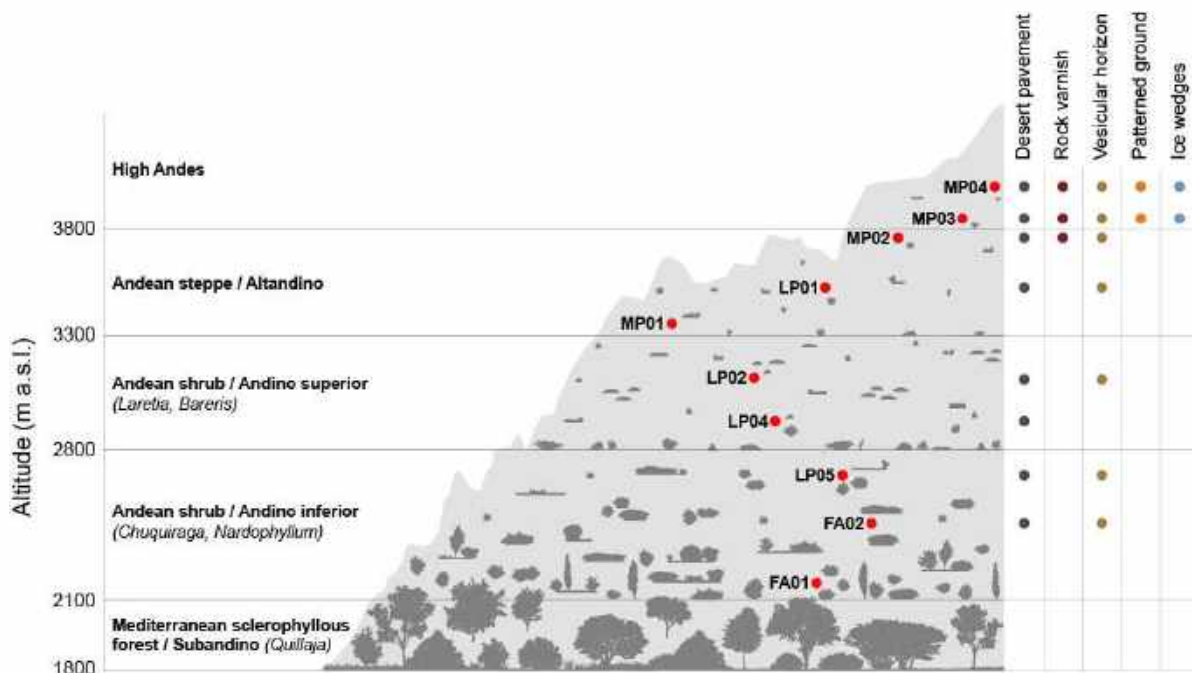 Desert pavement
Rock varnish
Vesicular horizon
Patterned ground
Ice wedges
Altitude (m a.s.l.)
High Andes
MP04
MP03
3800
MP02
Andean steppe / Altandino
LP01
MP01
3300
Andean shrub / Andino superior
(Laretia, Bareris)
LP02
LP04
2800
LP05
Andean shrub / Andino inferior
(Chuquiraga, Nardophyllum)
FA02
FA01
2100
Mediterranean sclerophyllous
forest / Subandino (Quillaja)
1800